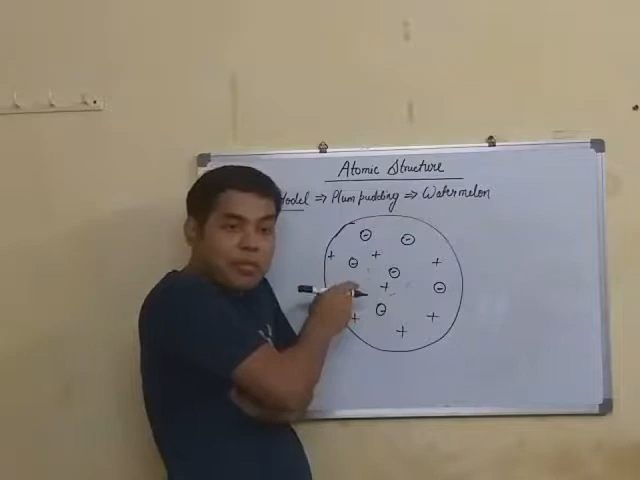 Atomic Structure
Model ⇒ Plum pudding ⇒ Watermelon
- -
+ + - +
- + -
- + + +